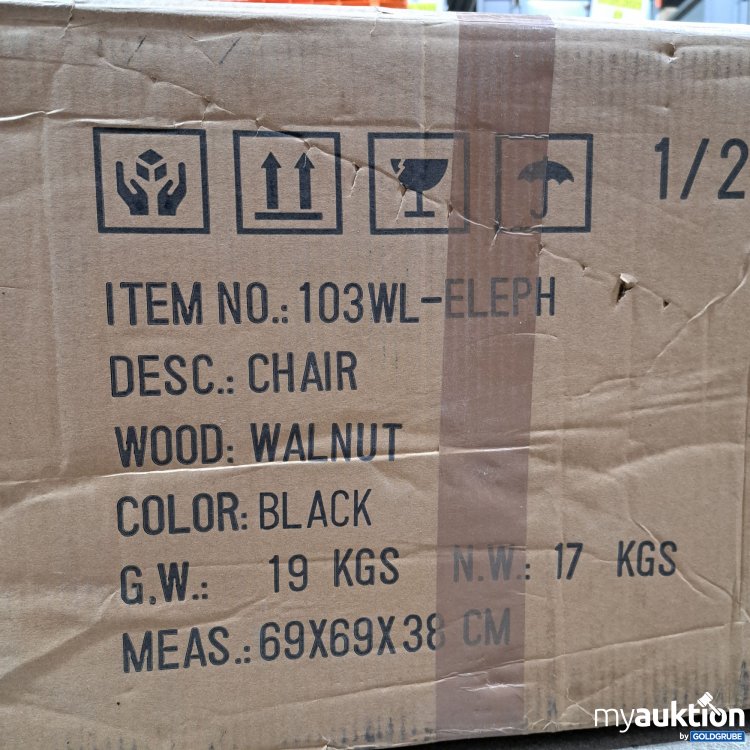 1/2
ITEM NO.: 103WL-ELEPH
DESC.: CHAIR
WOOD: WALNUT
COLOR: BLACK
G.W.: 19 KGS N.W.: 17 KGS
MEAS.: 69X69X38 CM
myauktion
by GOLDGRUBE